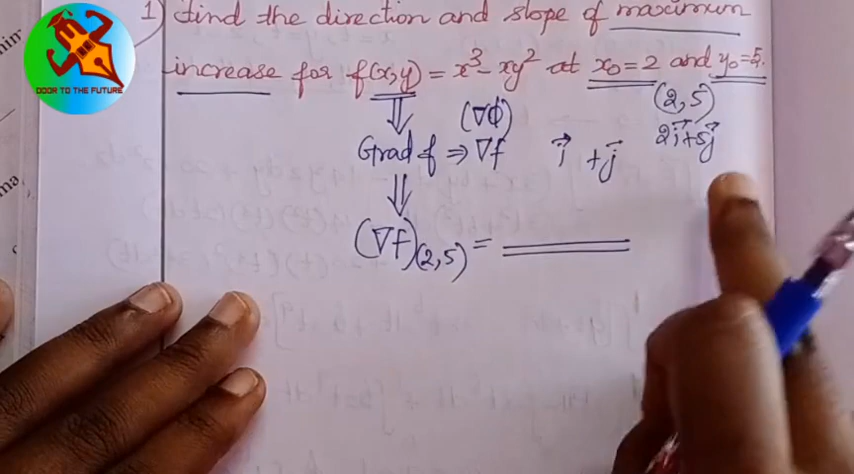 1) find the direction and slope of maximum
increase for f(x,y) = x³ - xy² at x₀=2 and y₀=5.
(2,5)
⇓ (∇φ)
Grad f ⇒ ∇f i⃗ + j⃗ 2i⃗+5j⃗
⇓
(∇f)(2,5) =
DOOR TO THE FUTURE